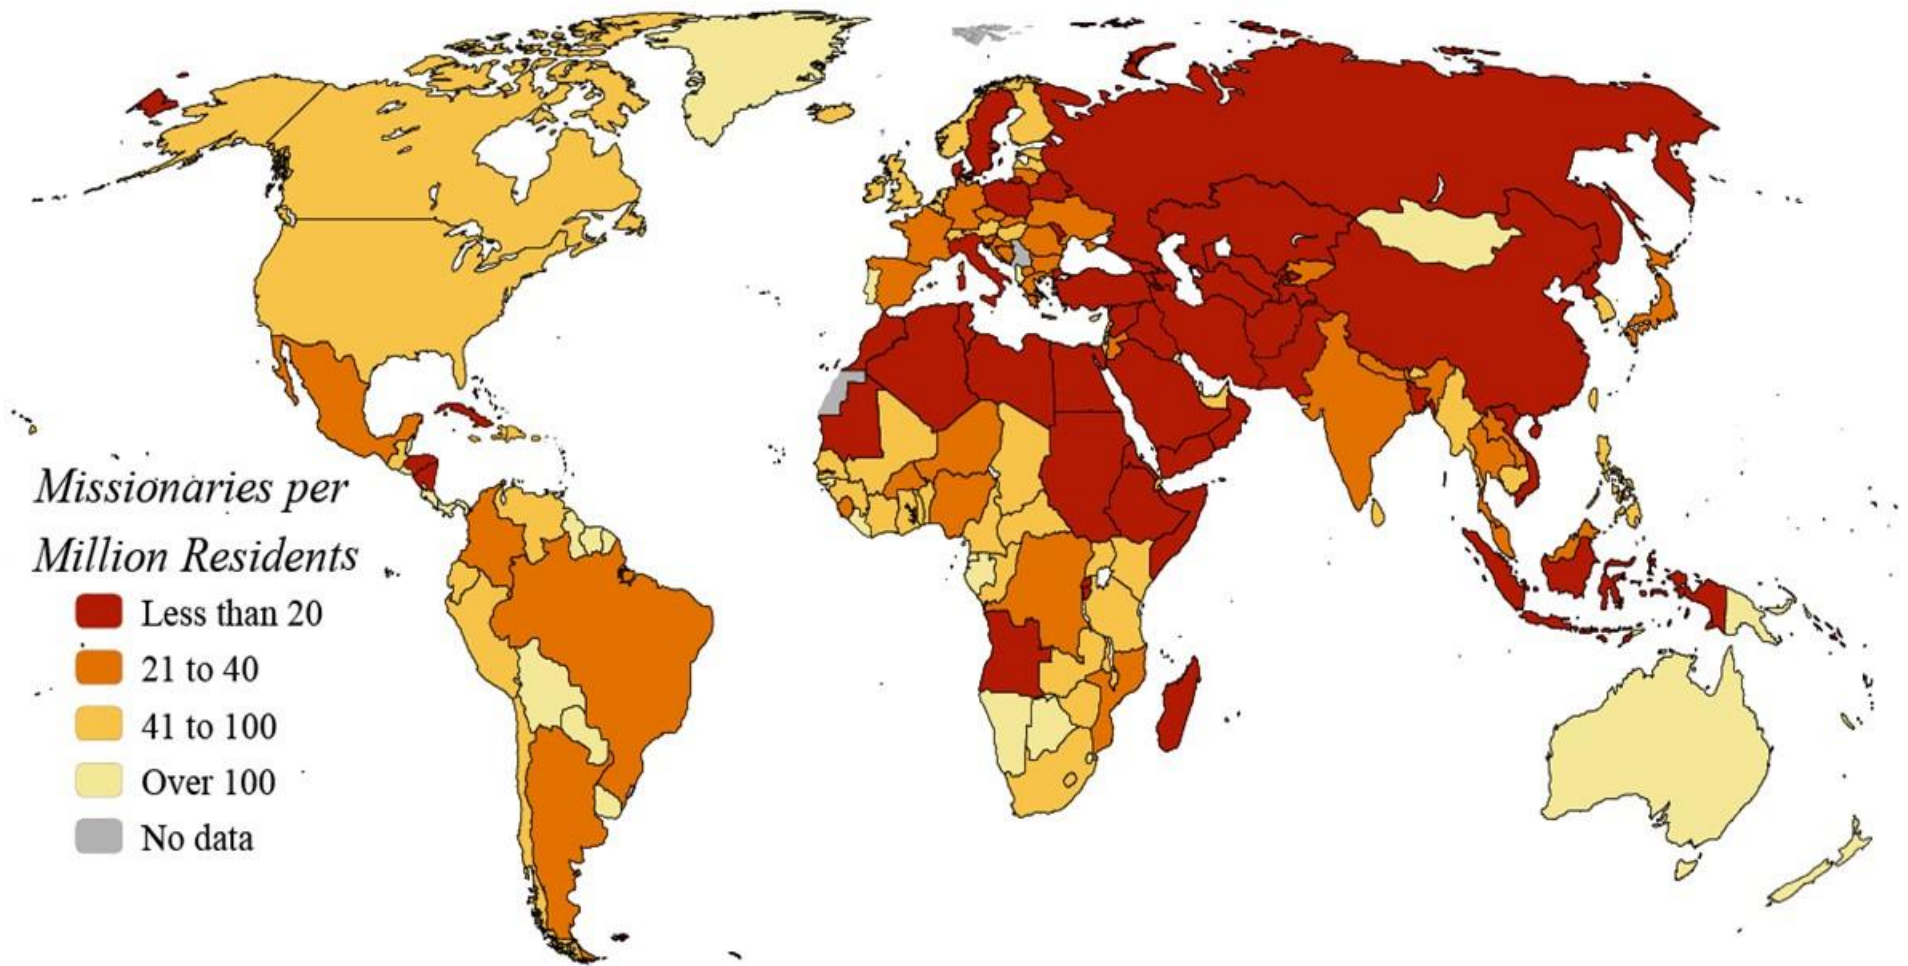 Missionaries per
Million Residents
Less than 20
21 to 40
41 to 100
Over 100
No data